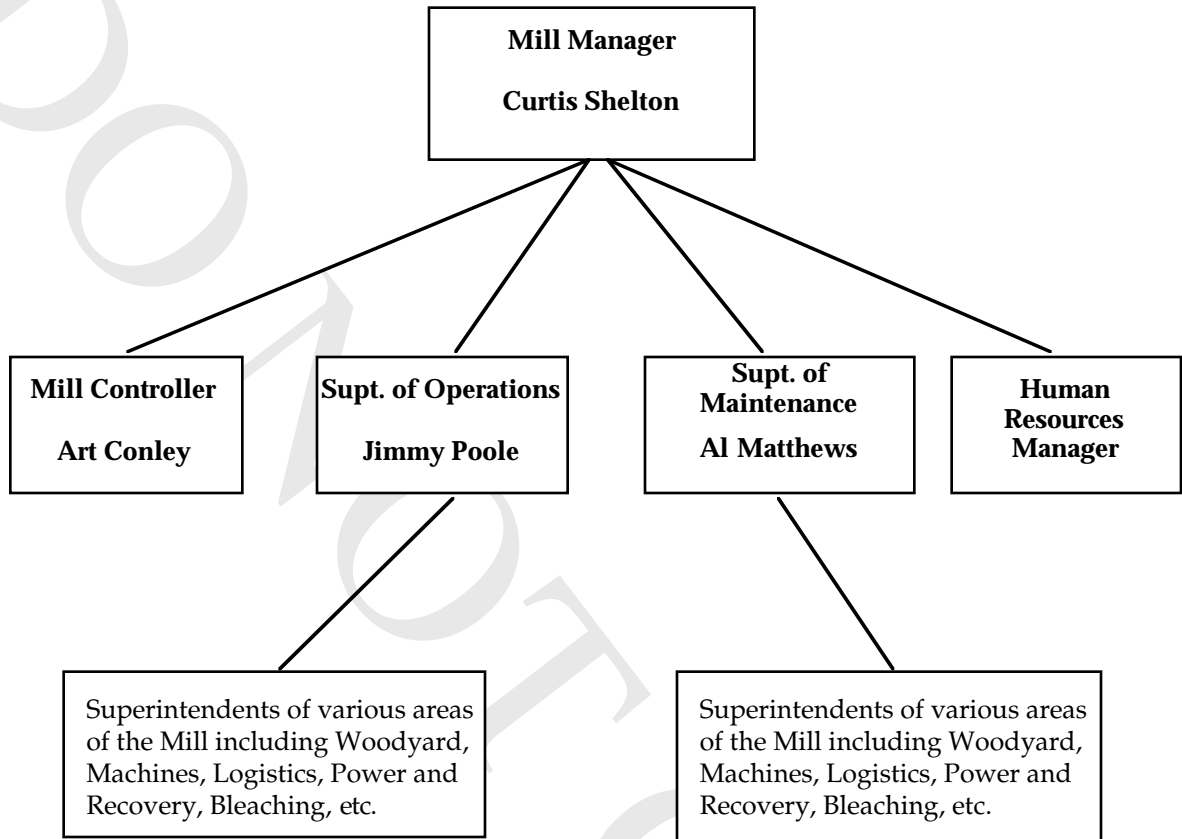 Mill Manager
Curtis Shelton
Mill Controller
Art Conley
Supt. of Operations
Jimmy Poole
Supt. of
Maintenance
Al Matthews
Human
Resources
Manager
Superintendents of various areas
of the Mill including Woodyard,
Machines, Logistics, Power and
Recovery, Bleaching, etc.
Superintendents of various areas
of the Mill including Woodyard,
Machines, Logistics, Power and
Recovery, Bleaching, etc.
DO NOT